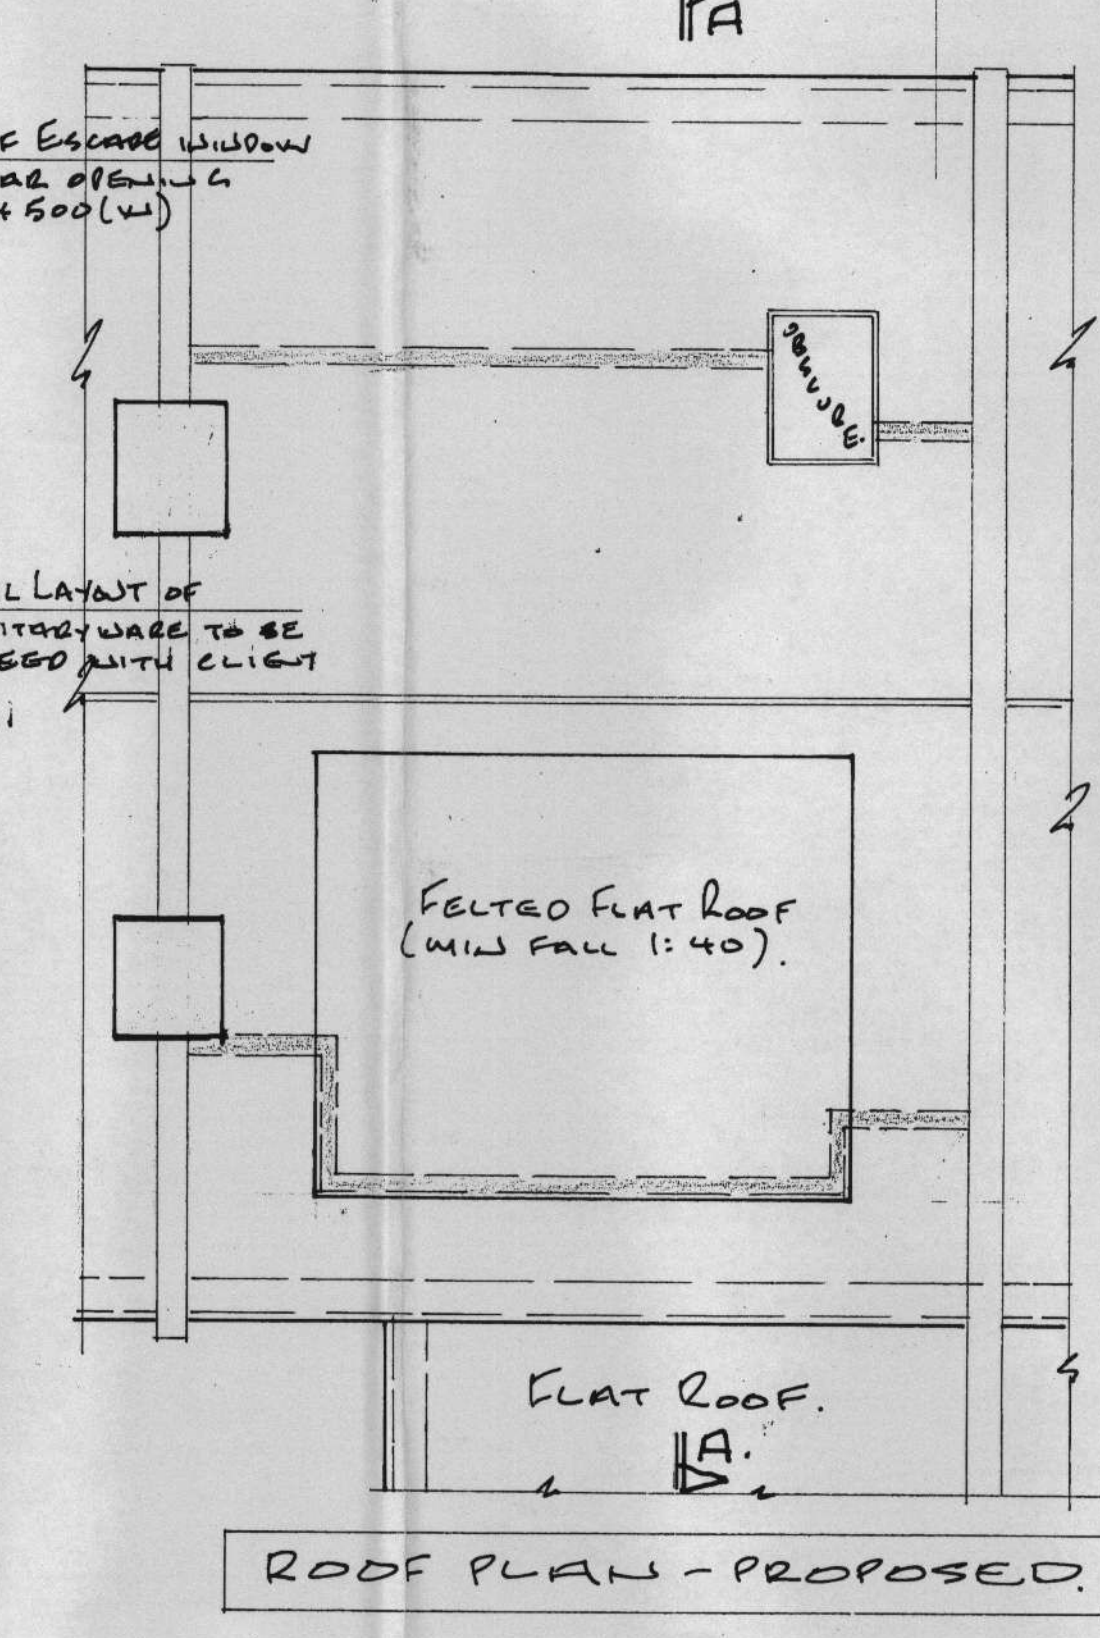 A
F ESCAPE WINDOW
AR OPENING
500(W)
L LAYOUT OF
ITARYWARE TO BE
EED WITH CLIENT
FELTED FLAT ROOF
(MIN FALL 1:40).
FLAT ROOF.
A.
ROOF PLAN - PROPOSED.